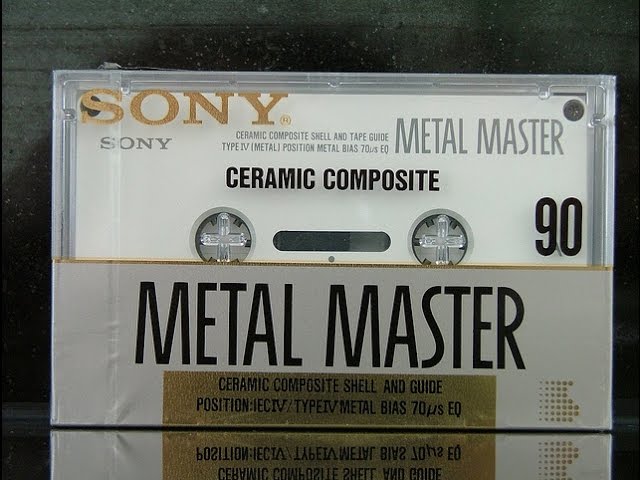 SONY®
SONY
CERAMIC COMPOSITE SHELL AND TAPE GUIDE
TYPE IV (METAL) POSITION METAL BIAS 70µs EQ
METAL MASTER
CERAMIC COMPOSITE
90
METAL MASTER
CERAMIC COMPOSITE SHELL AND GUIDE
POSITION:IECIV/TYPEIV METAL BIAS 70µs EQ